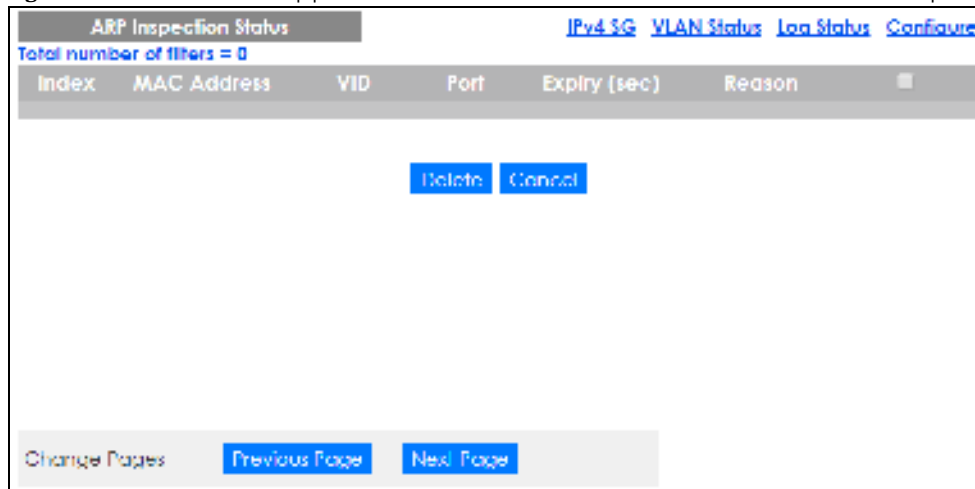 ARP Inspection Status IPv4 SG VLAN Status Log Status Configure
Total number of filters = 0
Index MAC Address VID Port Expiry (sec) Reason
Delete Cancel
Change Pages Previous Page Next Page